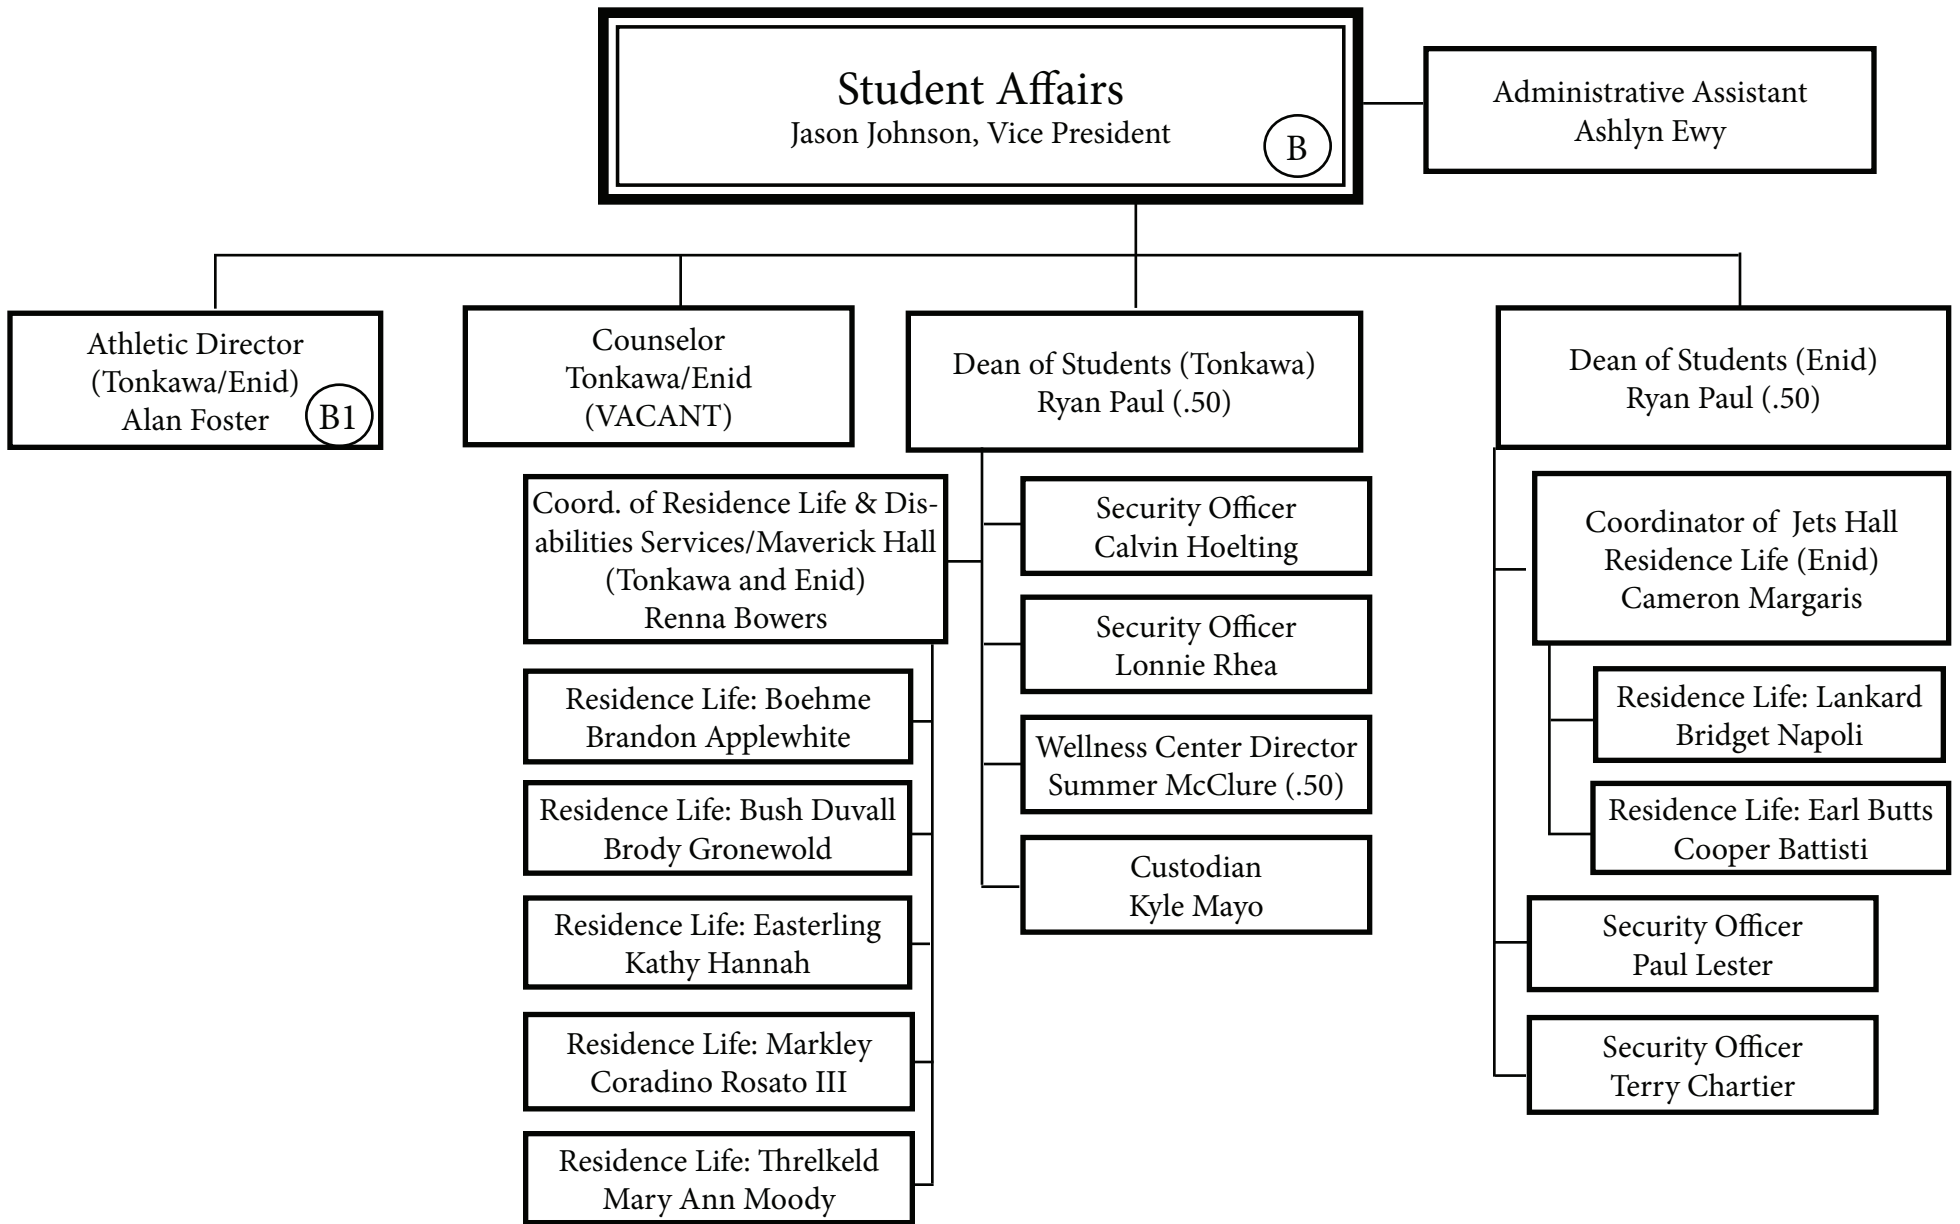 Student Affairs
Jason Johnson, Vice President
B
Administrative Assistant
Ashlyn Ewy
Athletic Director
(Tonkawa/Enid)
Alan Foster
B1
Counselor
Tonkawa/Enid
(VACANT)
Dean of Students (Tonkawa)
Ryan Paul (.50)
Dean of Students (Enid)
Ryan Paul (.50)
Coord. of Residence Life & Dis-
abilities Services/Maverick Hall
(Tonkawa and Enid)
Renna Bowers
Residence Life: Boehme
Brandon Applewhite
Residence Life: Bush Duvall
Brody Gronewold
Residence Life: Easterling
Kathy Hannah
Residence Life: Markley
Coradino Rosato III
Residence Life: Threlkeld
Mary Ann Moody
Security Officer
Calvin Hoelting
Security Officer
Lonnie Rhea
Wellness Center Director
Summer McClure (.50)
Custodian
Kyle Mayo
Coordinator of Jets Hall
Residence Life (Enid)
Cameron Margaris
Residence Life: Lankard
Bridget Napoli
Residence Life: Earl Butts
Cooper Battisti
Security Officer
Paul Lester
Security Officer
Terry Chartier